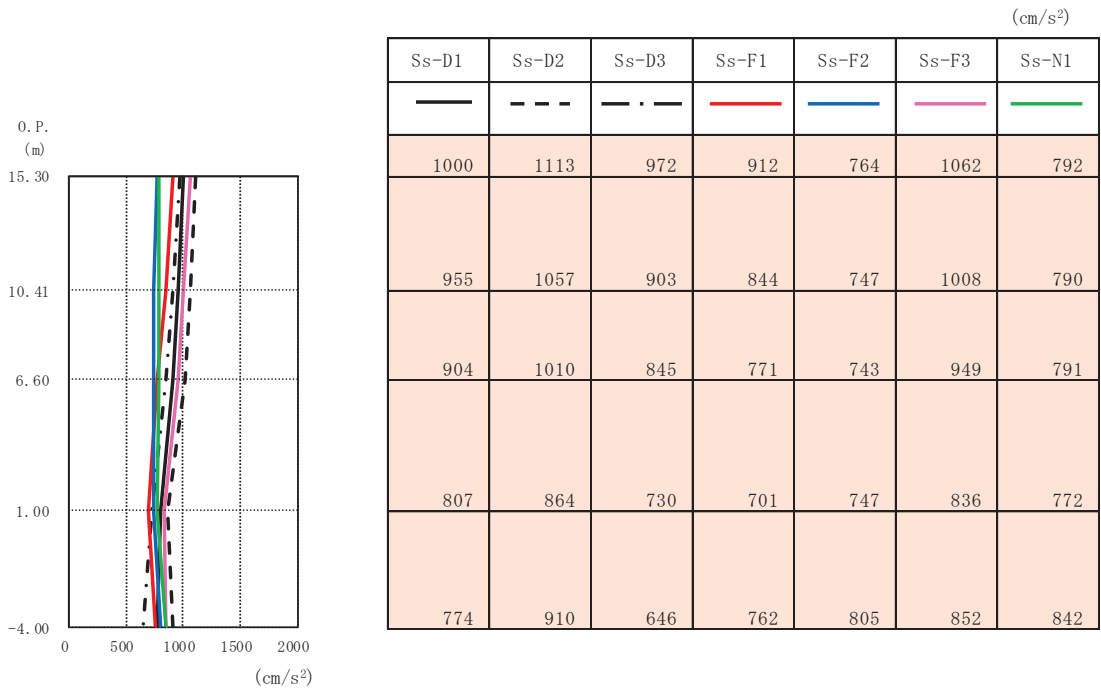 (cm/s²)
Ss-D1 Ss-D2 Ss-D3 Ss-F1 Ss-F2 Ss-F3 Ss-N1
O.P.
(m)
15.30
10.41
6.60
1.00
-4.00
0 500 1000 1500 2000
(cm/s²)
1000 1113 972 912 764 1062 792
955 1057 903 844 747 1008 790
904 1010 845 771 743 949 791
807 864 730 701 747 836 772
774 910 646 762 805 852 842